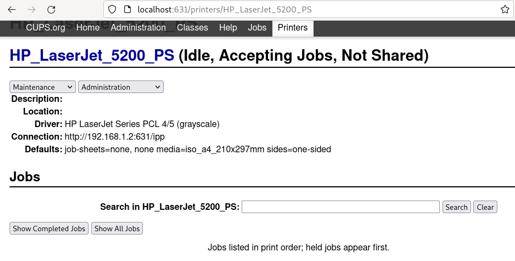 localhost:631/printers/HP_LaserJet_5200_PS
CUPS.org Home Administration Classes Help Jobs Printers
HP_LaserJet_5200_PS (Idle, Accepting Jobs, Not Shared)
Maintenance Administration
Description:
Location:
Driver: HP LaserJet Series PCL 4/5 (grayscale)
Connection: http://192.168.1.2:631/ipp
Defaults: job-sheets=none, none media=iso_a4_210x297mm sides=one-sided
Jobs
Search in HP_LaserJet_5200_PS: Search Clear
Show Completed Jobs Show All Jobs
Jobs listed in print order; held jobs appear first.